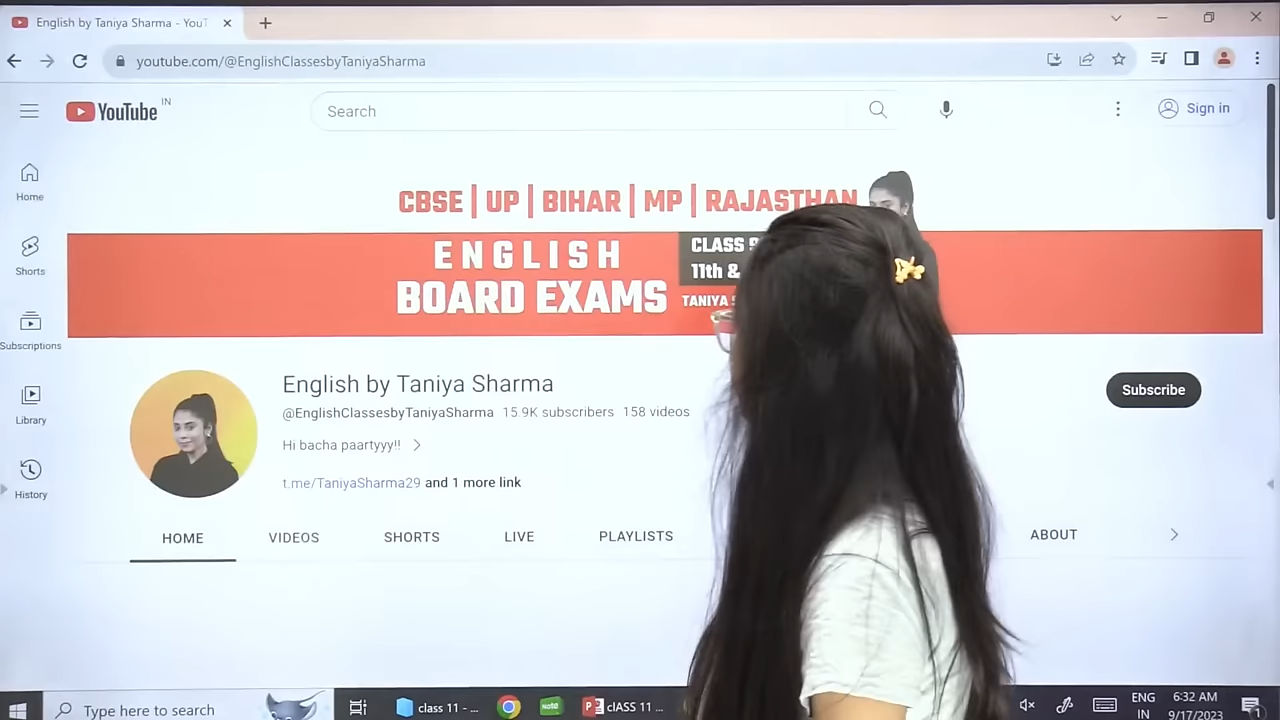 English by Taniya Sharma - YouT
youtube.com/@EnglishClassesbyTaniyaSharma
YouTube IN
Search
Sign in
Home
Shorts
Subscriptions
Library
History
CBSE | UP | BIHAR | MP | RAJASTHAN
ENGLISH
BOARD EXAMS
CLASS 9
11th &
TANIYA S
English by Taniya Sharma
@EnglishClassesbyTaniyaSharma 15.9K subscribers 158 videos
Hi bacha paartyyy!!
t.me/TaniyaSharma29 and 1 more link
Subscribe
HOME VIDEOS SHORTS LIVE PLAYLISTS ABOUT
Type here to search
class 11 - ...
Note
clASS 11 ...
ENG
IN
6:32 AM
9/17/2023
1